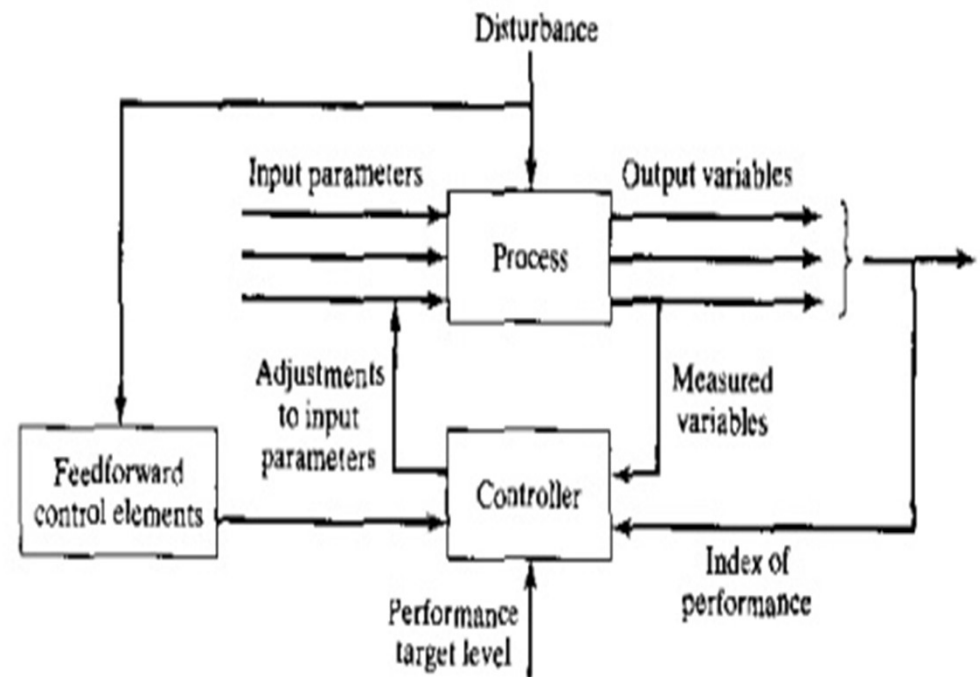 Disturbance
Input parameters
Output variables
Process
Adjustments
to input
parameters
Measured
variables
Feedforward
control elements
Controller
Index of
performance
Performance
target level